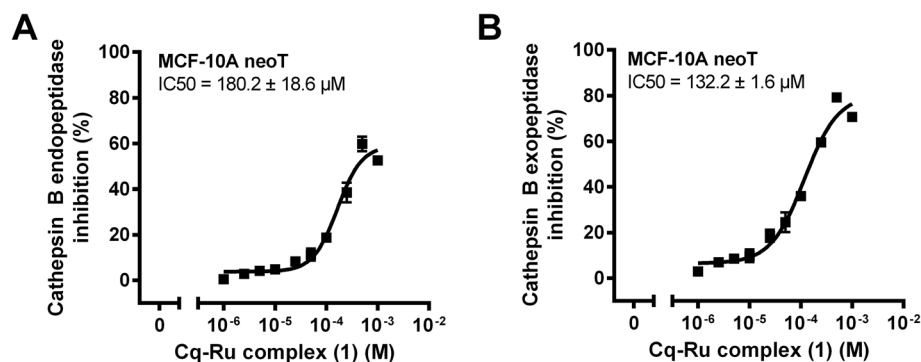 A
MCF-10A neoT
IC50 = 180.2 ± 18.6 µM
Cathepsin B endopeptidase
inhibition (%)
100
80
60
40
20
0
0
10⁻⁶
10⁻⁵
10⁻⁴
10⁻³
10⁻²
Cq-Ru complex (1) (M)
B
MCF-10A neoT
IC50 = 132.2 ± 1.6 µM
Cathepsin B exopeptidase
inhibition (%)
100
80
60
40
20
0
0
10⁻⁶
10⁻⁵
10⁻⁴
10⁻³
10⁻²
Cq-Ru complex (1) (M)